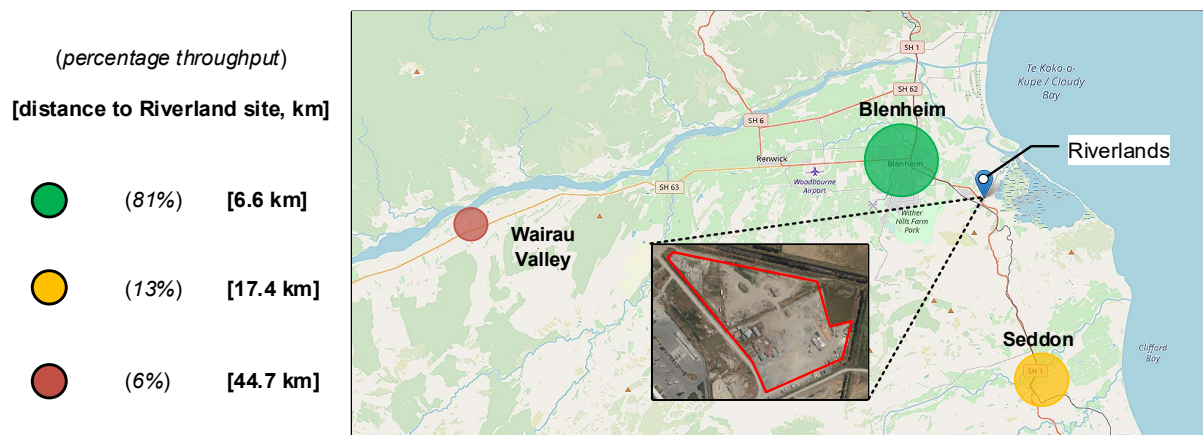 (percentage throughput)
[distance to Riverland site, km]
(81%) [6.6 km]
(13%) [17.4 km]
(6%) [44.7 km]
SH 1
Te Koko-o-
Kupe / Cloudy
Bay
SH 62
Blenheim
SH 6
Riverlands
Renwick
Blenheim
Woodbourne
Airport
SH 63
Wither
Hills Farm
Park
Wairau
Valley
Seddon
Clifford
Bay
SH 1